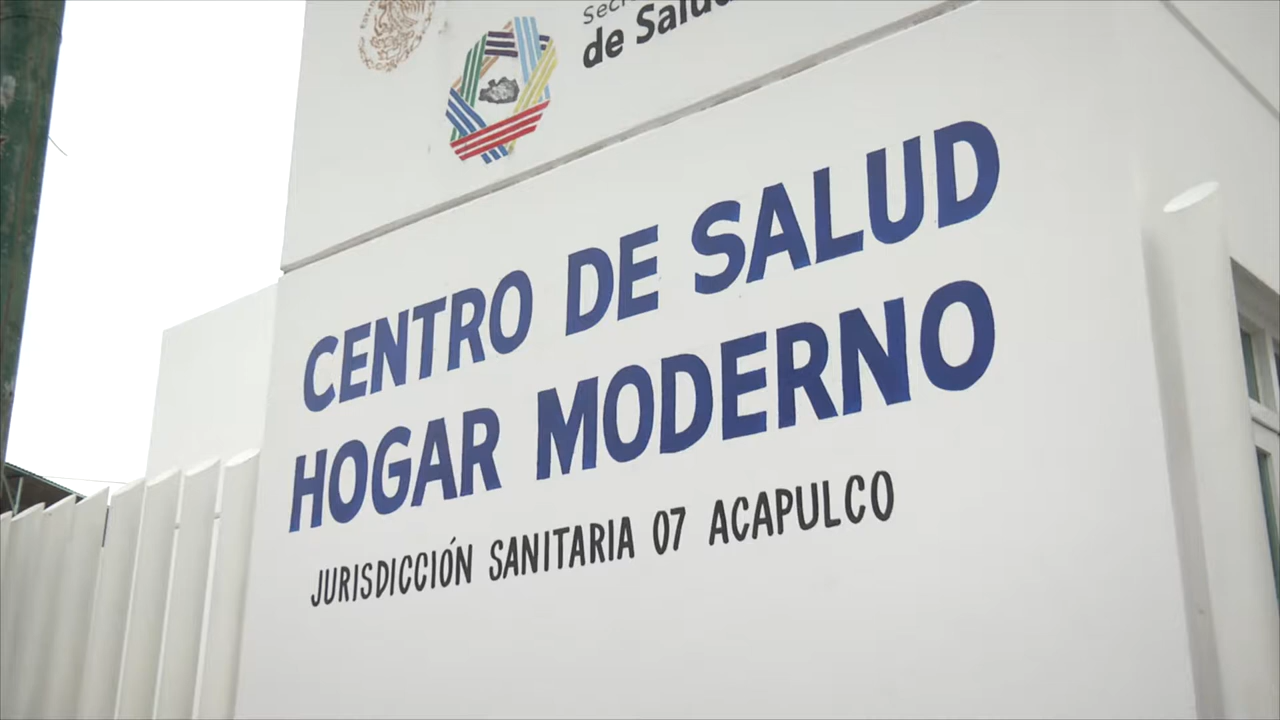 de Salud
CENTRO DE SALUD
HOGAR MODERNO
JURISDICCIÓN SANITARIA 07 ACAPULCO